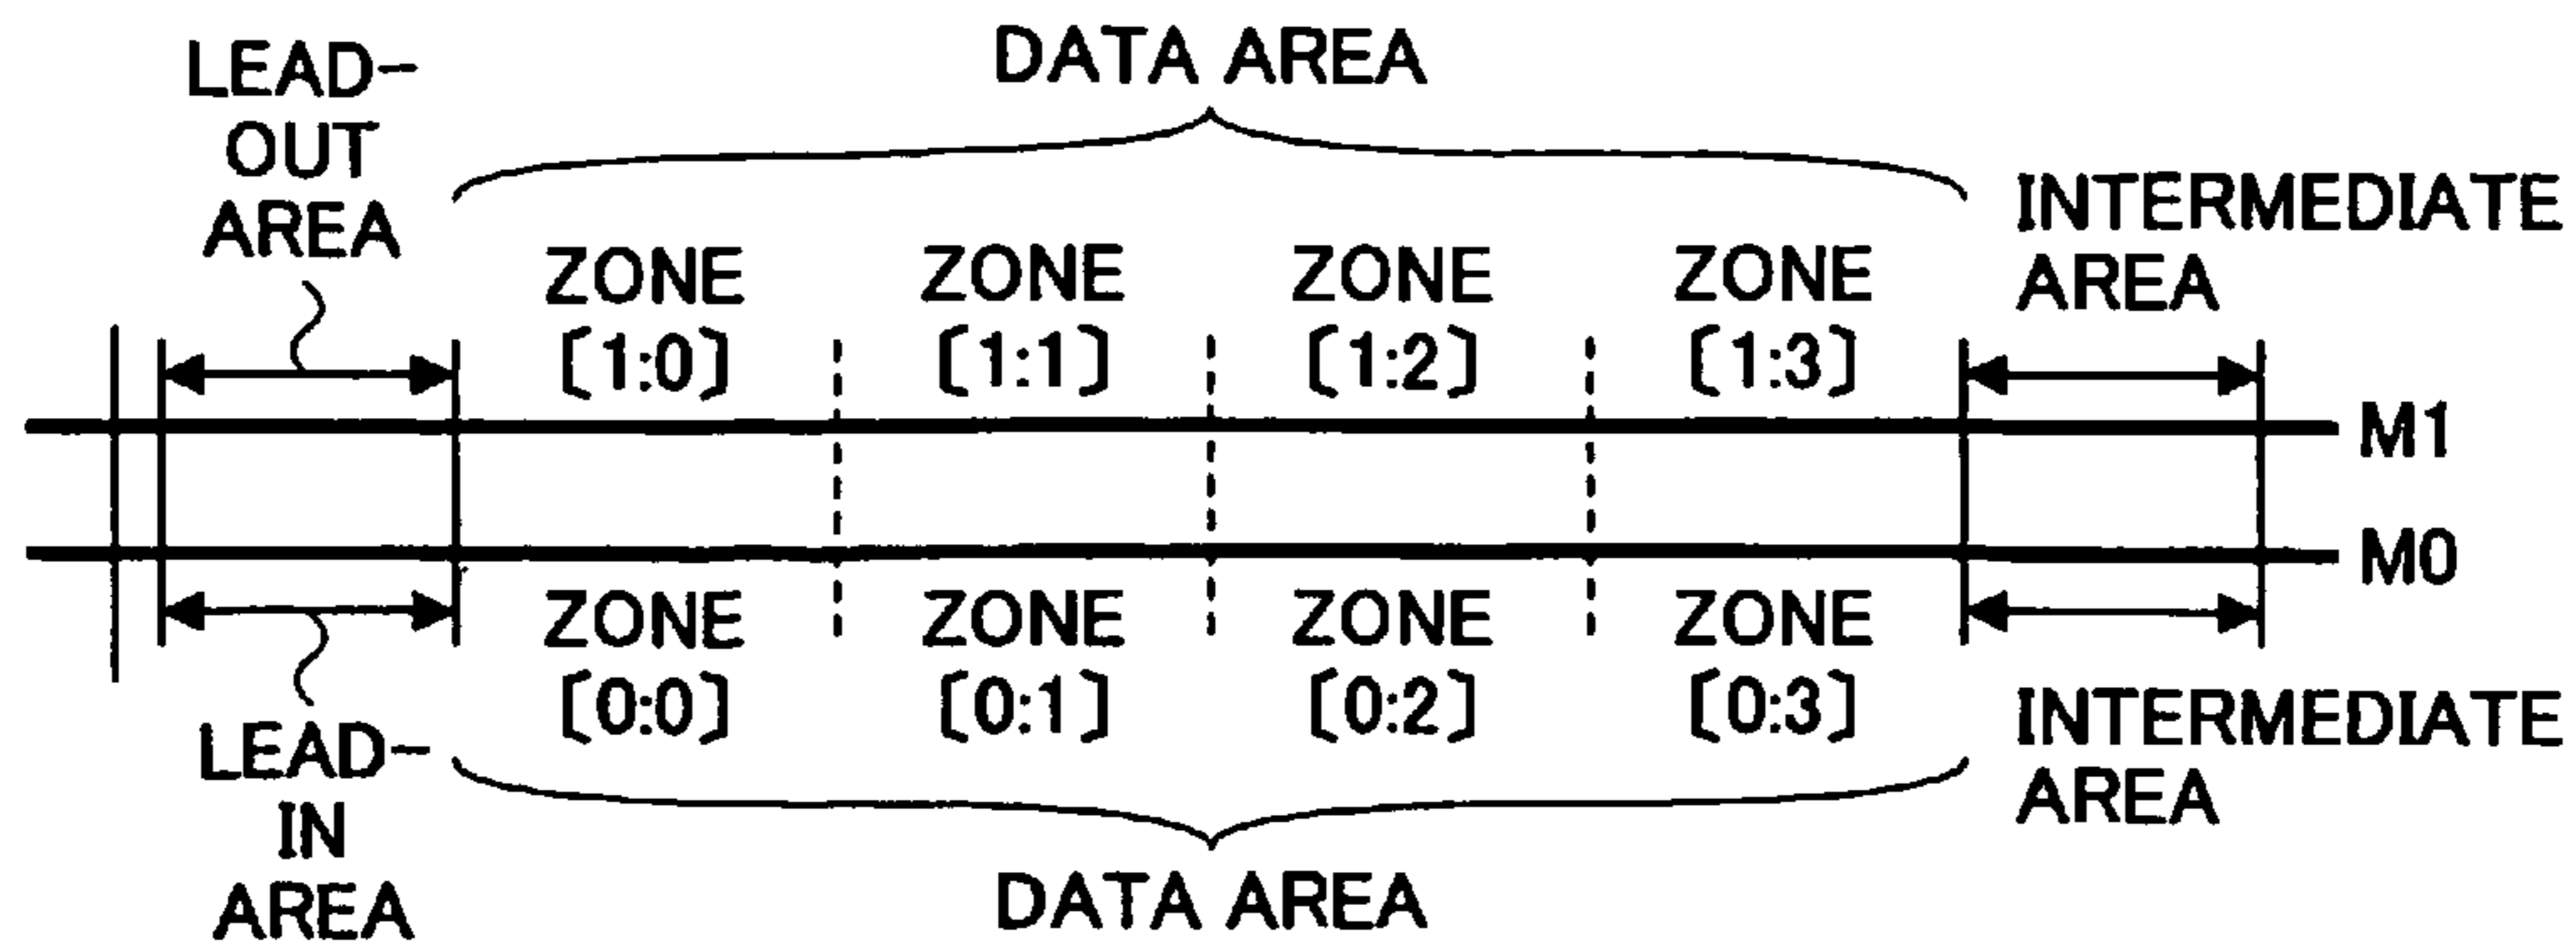 LEAD-
OUT
AREA
DATA AREA
INTERMEDIATE
AREA
ZONE
[1:0]
ZONE
[1:1]
ZONE
[1:2]
ZONE
[1:3]
M1
M0
ZONE
[0:0]
ZONE
[0:1]
ZONE
[0:2]
ZONE
[0:3]
LEAD-
IN
AREA
DATA AREA
INTERMEDIATE
AREA